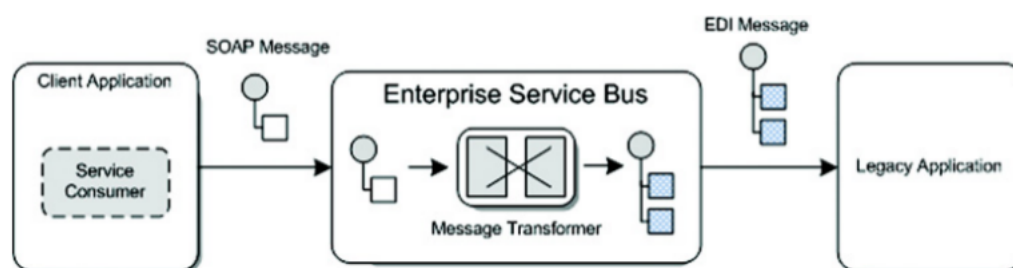 SOAP Message
EDI Message
Client Application
Enterprise Service Bus
Service
Consumer
Legacy Application
Message Transformer